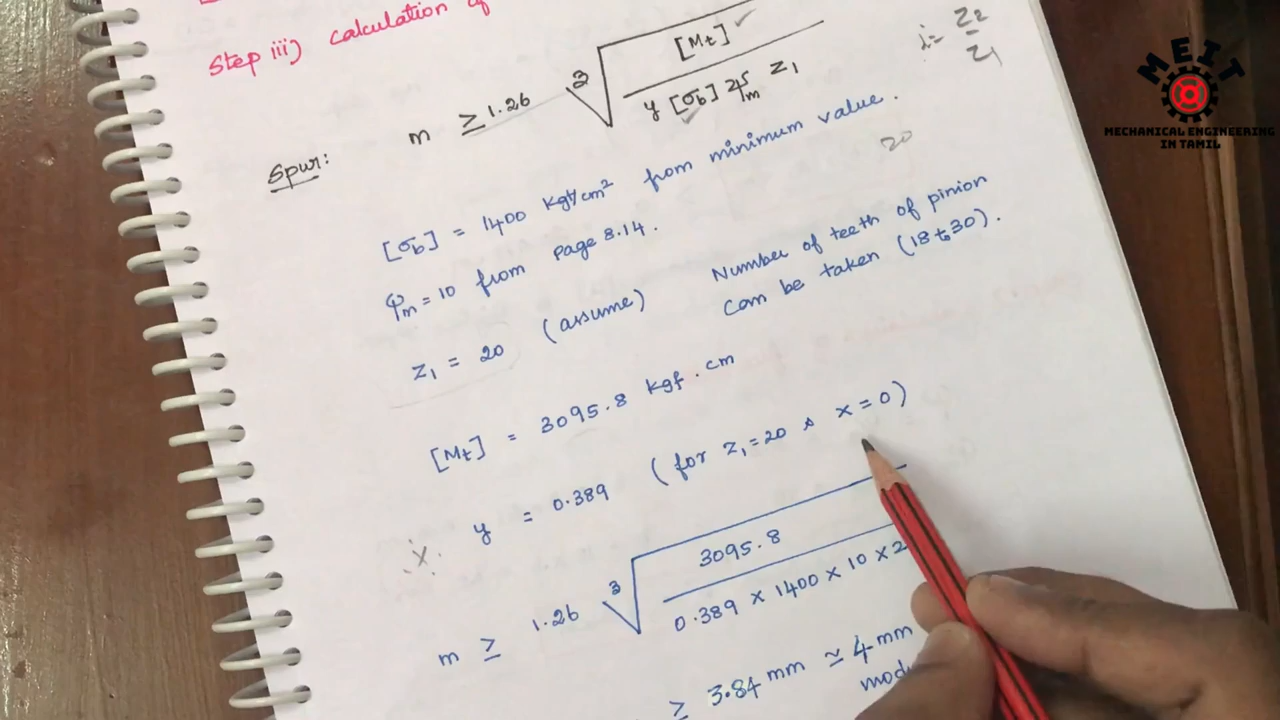 Step iii) calculation of
Spur: m ≥ 1.26 ∛([Mt] / y [σb] ψm Z1)
i = Z2/Z1
[σb] = 1400 kgf/cm² from minimum value.
20
ψm = 10 from page 8.14.
Z1 = 20 (assume) Number of teeth of pinion
can be taken (18 to 30).
[Mt] = 3095.8 kgf.cm
y = 0.389 (for Z1=20 & x=0)
m ≥ 1.26 ∛(3095.8 / 0.389 × 1400 × 10 × 2
≥ 3.84 mm ≃ 4 mm
MEIT
MECHANICAL ENGINEERING
IN TAMIL